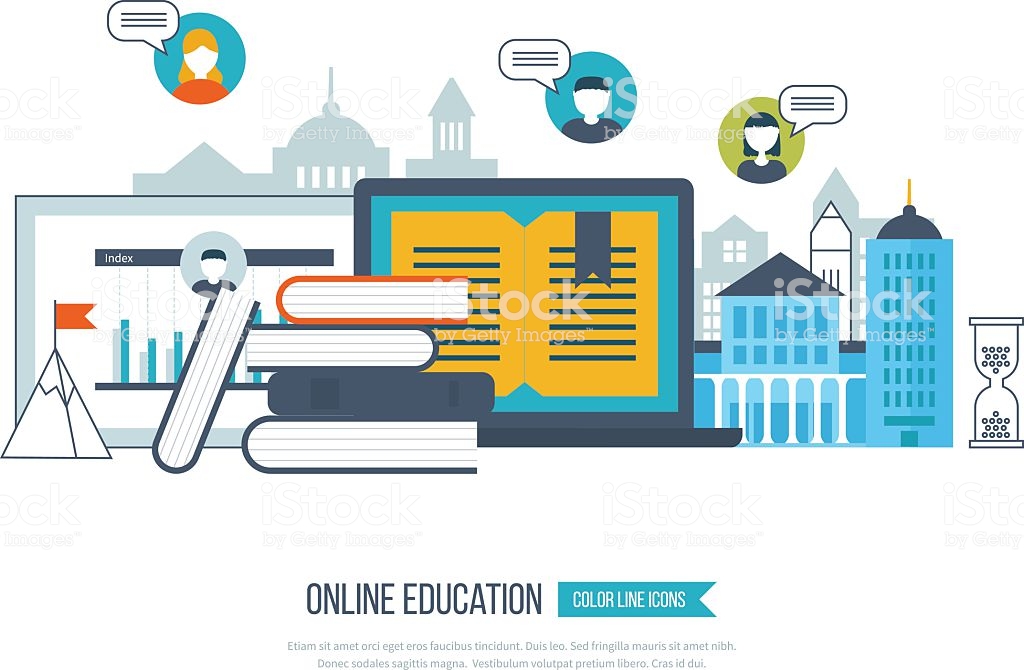 Index
ONLINE EDUCATION
COLOR LINE ICONS
Etiam sit amet orci eget eros faucibus tincidunt. Duis leo. Sed fringilla mauris sit amet nibh.
Donec sodales sagittis magna. Vestibulum volutpat pretium libero. Cras id dui.
iStock
by Getty Images™